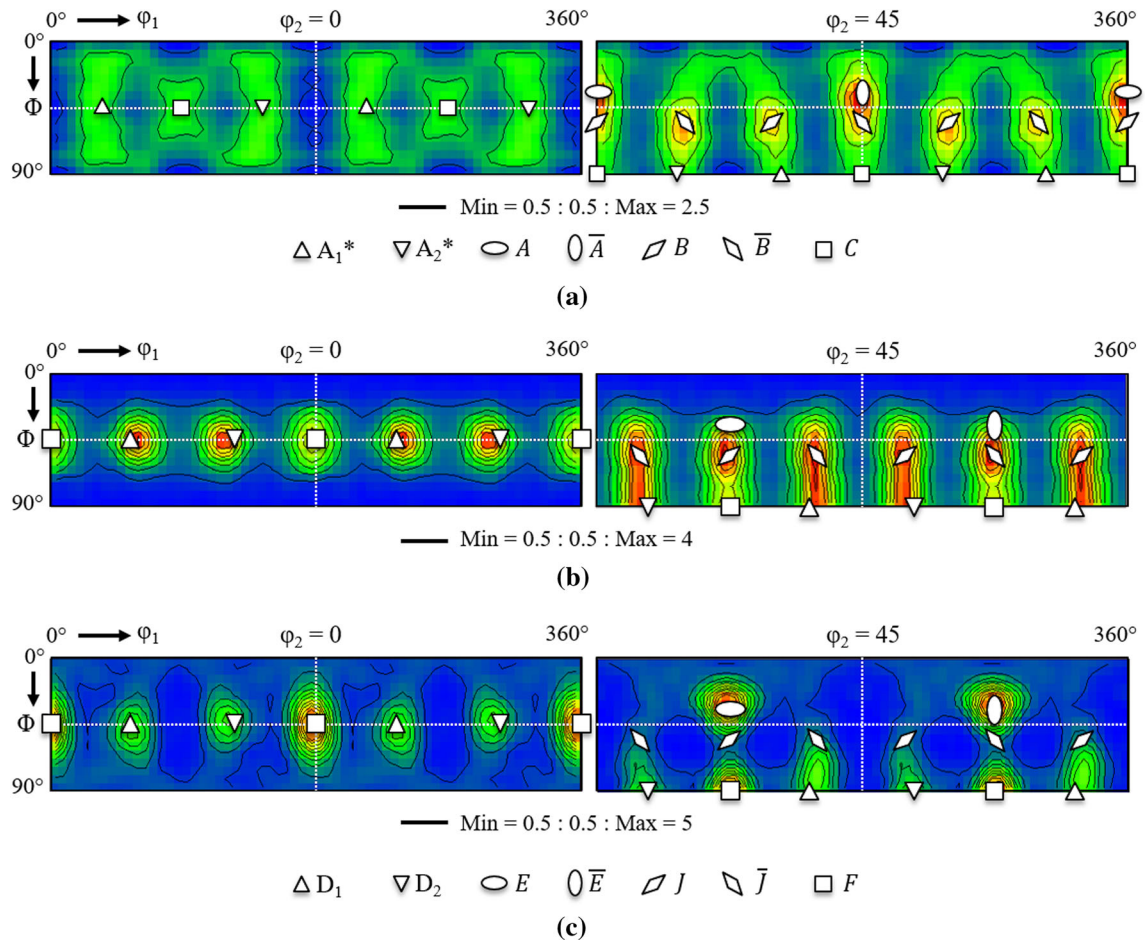 0° φ₁ φ₂ = 0 360° φ₂ = 45 360°
0°
Φ
90°
Min = 0.5 : 0.5 : Max = 2.5
A₁* A₂* A A̅ B B̅ C
(a)
0° φ₁ φ₂ = 0 360° φ₂ = 45 360°
0°
Φ
90°
Min = 0.5 : 0.5 : Max = 4
(b)
0° φ₁ φ₂ = 0 360° φ₂ = 45 360°
0°
Φ
90°
Min = 0.5 : 0.5 : Max = 5
D₁ D₂ E E̅ J J̅ F
(c)